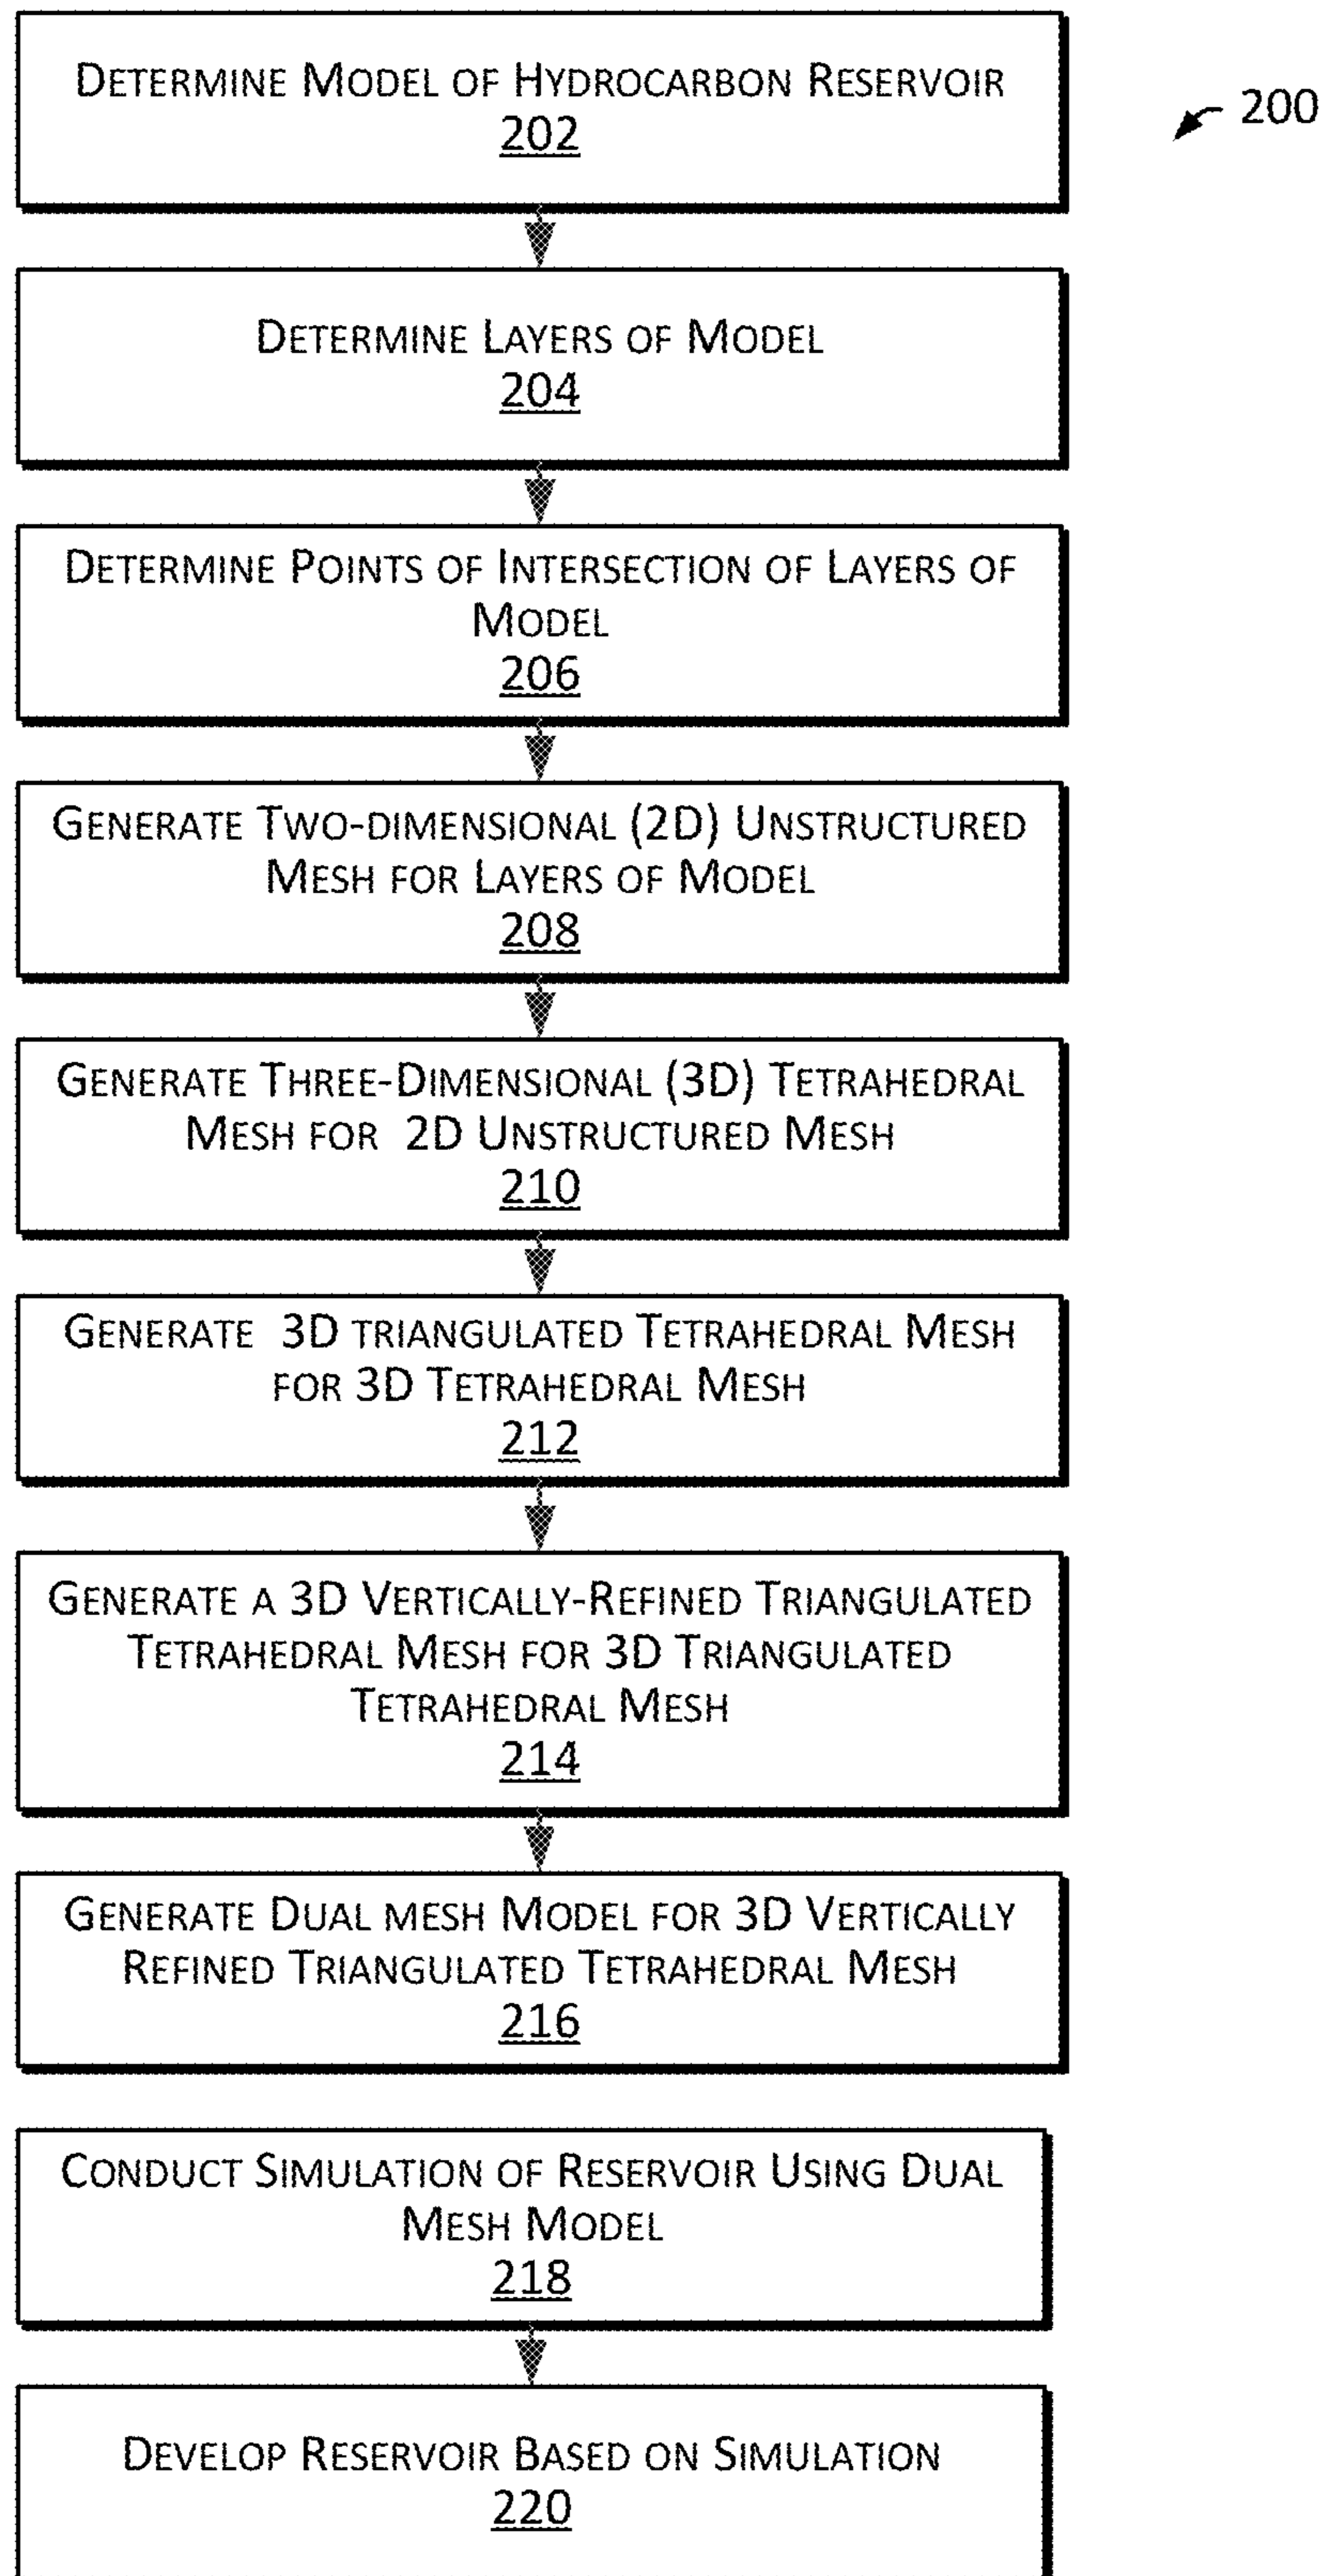 DETERMINE MODEL OF HYDROCARBON RESERVOIR
202
200
DETERMINE LAYERS OF MODEL
204
DETERMINE POINTS OF INTERSECTION OF LAYERS OF
MODEL
206
GENERATE TWO-DIMENSIONAL (2D) UNSTRUCTURED
MESH FOR LAYERS OF MODEL
208
GENERATE THREE-DIMENSIONAL (3D) TETRAHEDRAL
MESH FOR 2D UNSTRUCTURED MESH
210
GENERATE 3D TRIANGULATED TETRAHEDRAL MESH
FOR 3D TETRAHEDRAL MESH
212
GENERATE A 3D VERTICALLY-REFINED TRIANGULATED
TETRAHEDRAL MESH FOR 3D TRIANGULATED
TETRAHEDRAL MESH
214
GENERATE DUAL MESH MODEL FOR 3D VERTICALLY
REFINED TRIANGULATED TETRAHEDRAL MESH
216
CONDUCT SIMULATION OF RESERVOIR USING DUAL
MESH MODEL
218
DEVELOP RESERVOIR BASED ON SIMULATION
220